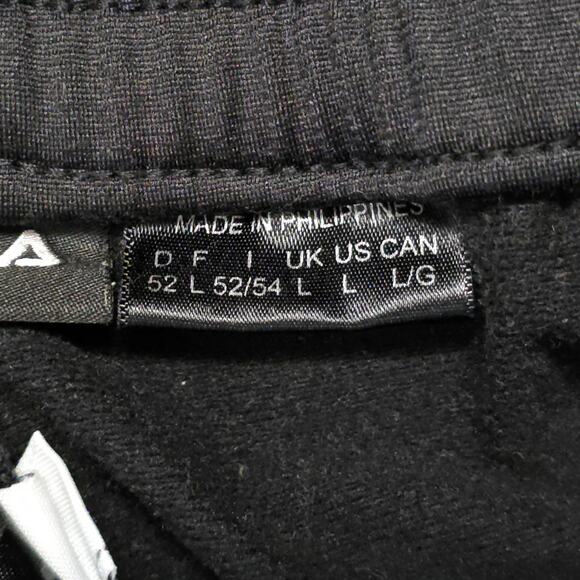 MADE IN PHILIPPINES
D F I UK US CAN
52 L 52/54 L L L/G